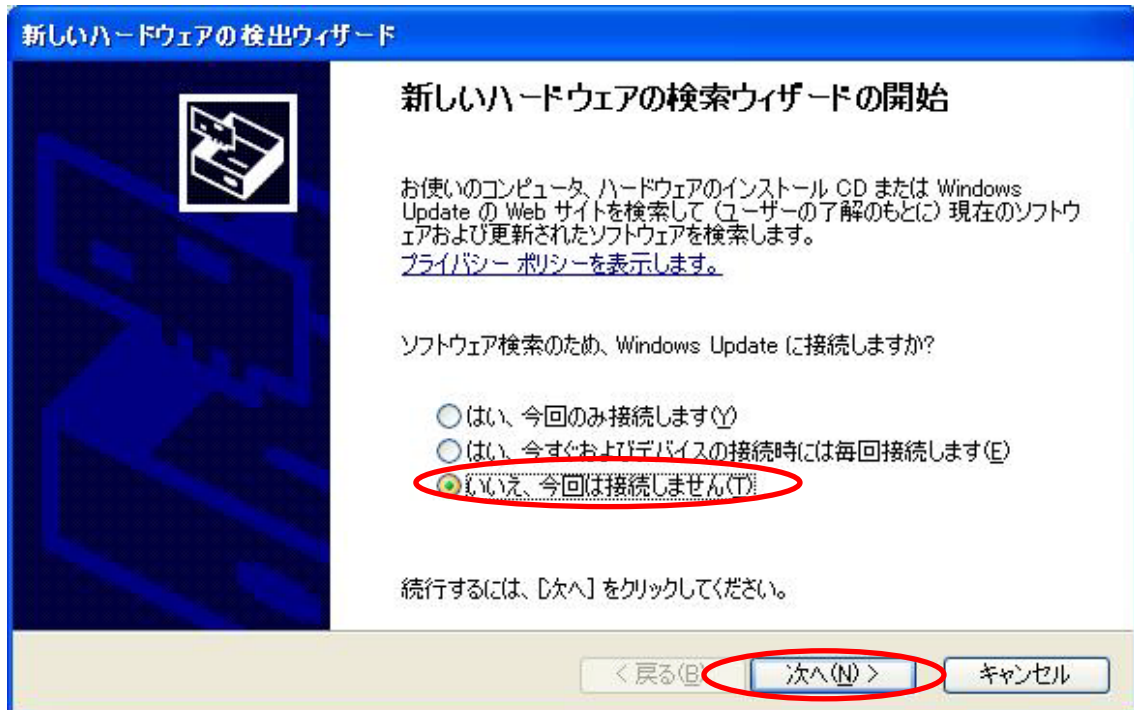 新しいハードウェアの検出ウィザード
新しいハードウェアの検索ウィザードの開始
お使いのコンピュータ、ハードウェアのインストール CD または Windows
Update の Web サイトを検索して (ユーザーの了解のもとに) 現在のソフトウ
ェアおよび更新されたソフトウェアを検索します。
プライバシー ポリシーを表示します。
ソフトウェア検索のため、Windows Update に接続しますか?
はい、今回のみ接続します(Y)
はい、今すぐおよびデバイスの接続時には毎回接続します(E)
いいえ、今回は接続しません(T)
続行するには、[次へ] をクリックしてください。
< 戻る(B) 次へ(N) > キャンセル